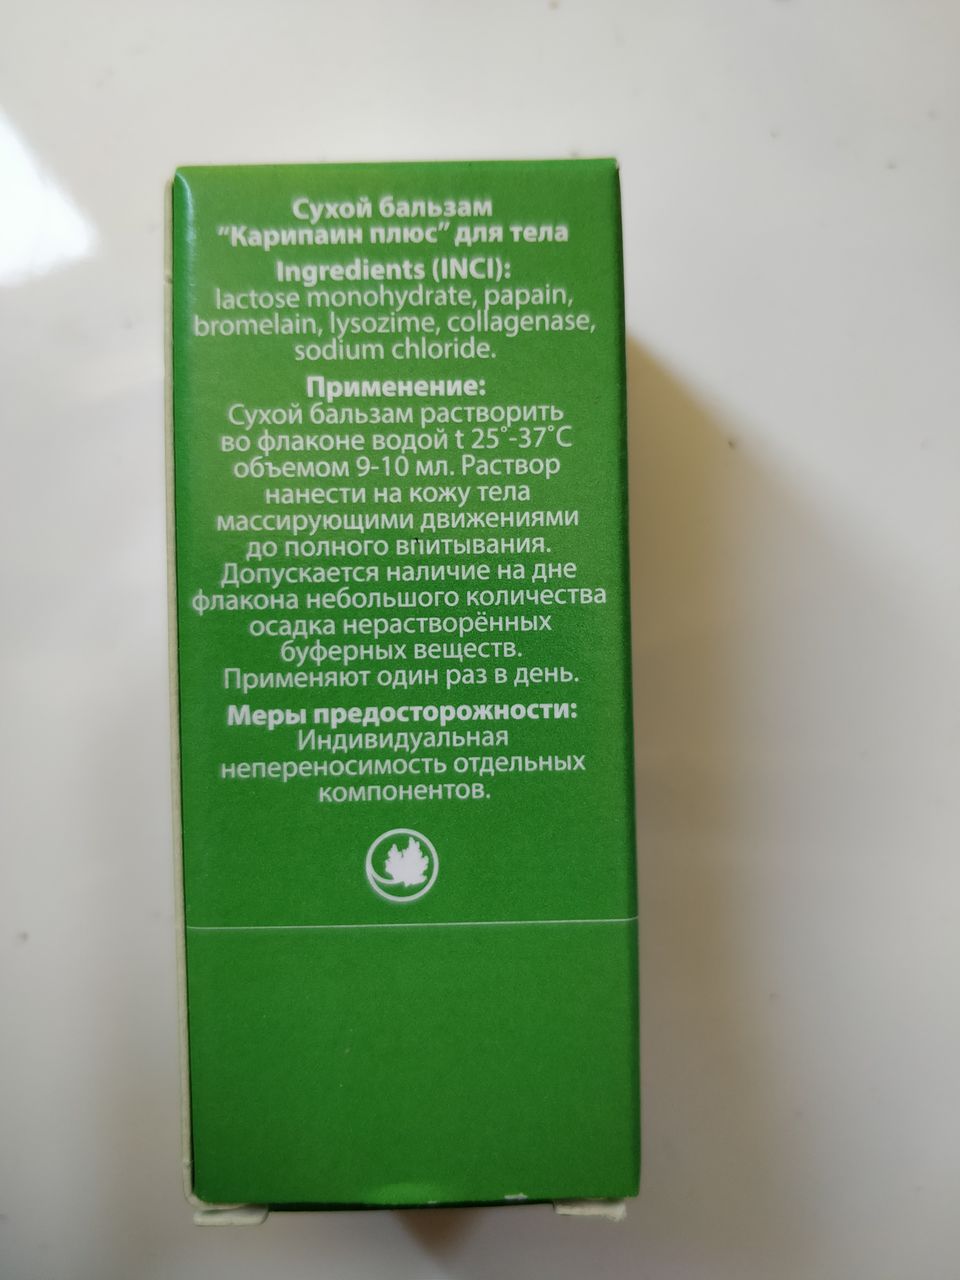 Сухой бальзам
"Карипаин плюс" для тела
Ingredients (INCI):
lactose monohydrate, papain,
bromelain, lysozime, collagenase,
sodium chloride.
Применение:
Сухой бальзам растворить
во флаконе водой t 25˚-37˚C
объемом 9-10 мл. Раствор
нанести на кожу тела
массирующими движениями
до полного впитывания.
Допускается наличие на дне
флакона небольшого количества
осадка нерастворённых
буферных веществ.
Применяют один раз в день.
Меры предосторожности:
Индивидуальная
непереносимость отдельных
компонентов.